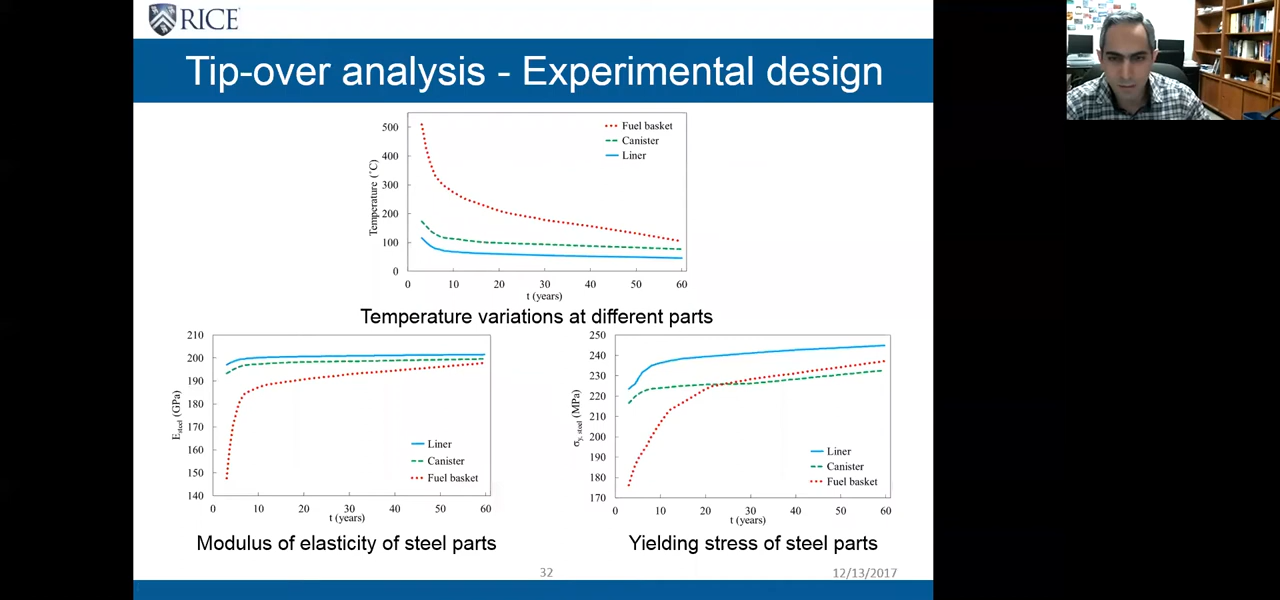 RICE
Tip-over analysis - Experimental design
500
400
300
200
100
0
Temperature (˚C)
Fuel basket
Canister
Liner
0 10 20 30 40 50 60
t (years)
Temperature variations at different parts
210
200
190
180
170
160
150
140
E steel (GPa)
Liner
Canister
Fuel basket
0 10 20 30 40 50 60
t (years)
Modulus of elasticity of steel parts
250
240
230
220
210
200
190
180
170
σy, steel (MPa)
Liner
Canister
Fuel basket
0 10 20 30 40 50 60
t (years)
Yielding stress of steel parts
32
12/13/2017